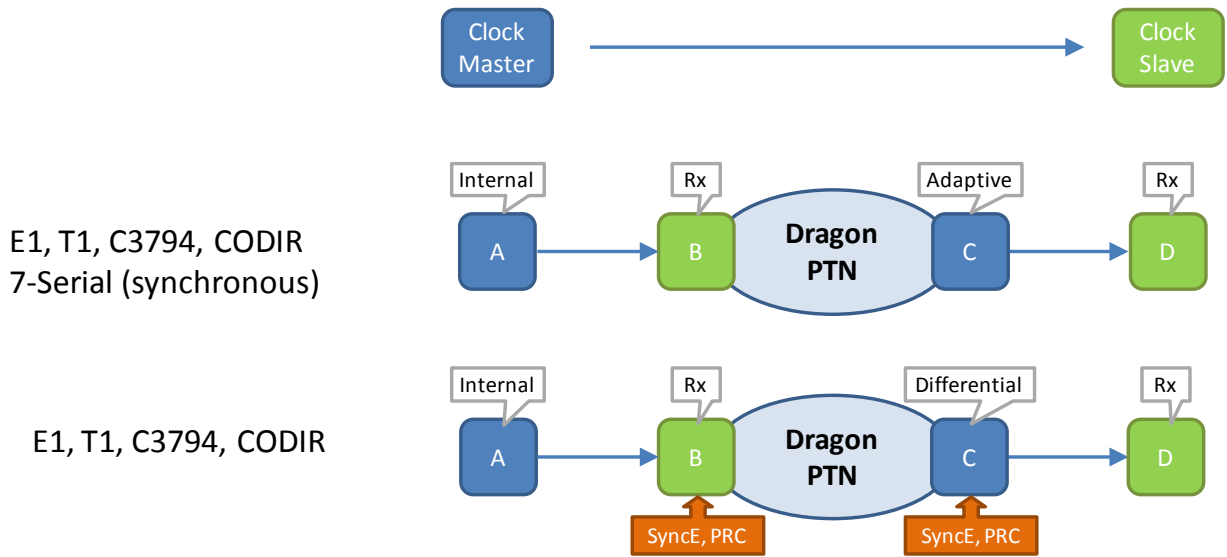 Clock
Master
Clock
Slave
E1, T1, C3794, CODIR
7-Serial (synchronous)
Internal
Rx
Adaptive
Rx
A
B
Dragon
PTN
C
D
E1, T1, C3794, CODIR
Internal
Rx
Differential
Rx
A
B
Dragon
PTN
C
D
SyncE, PRC
SyncE, PRC